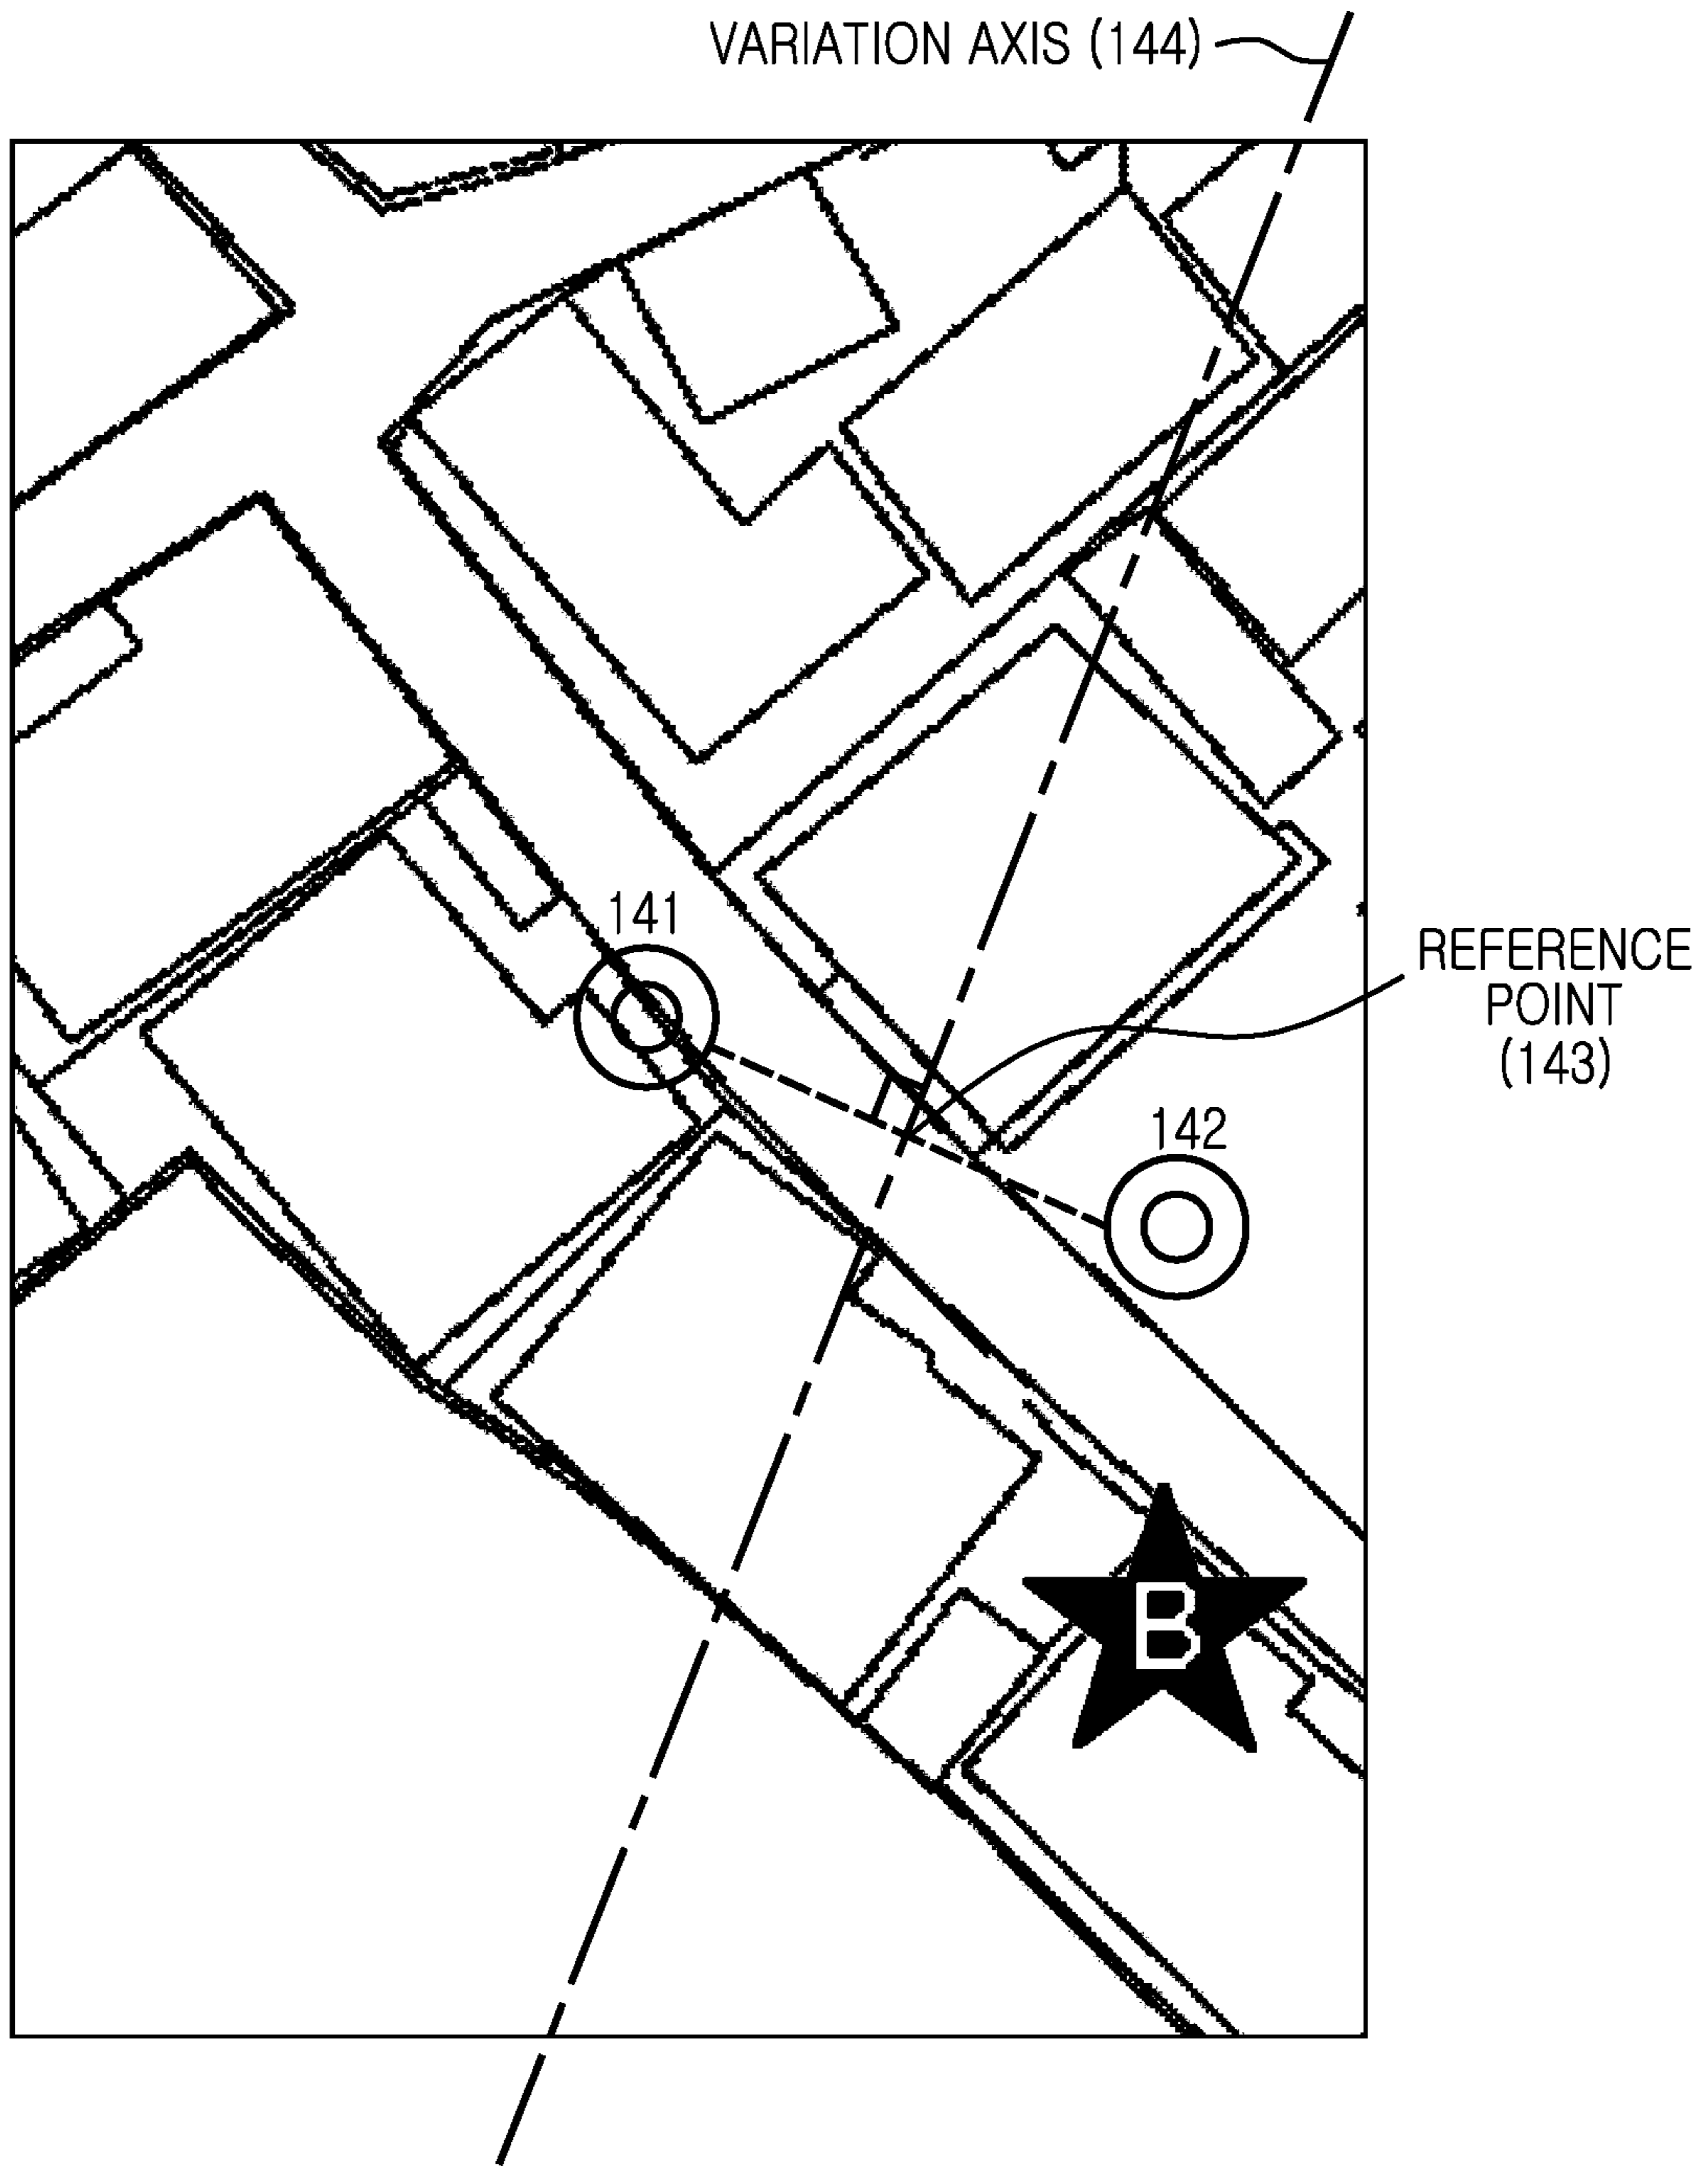 VARIATION AXIS (144)
141
REFERENCE
POINT
(143)
142
B